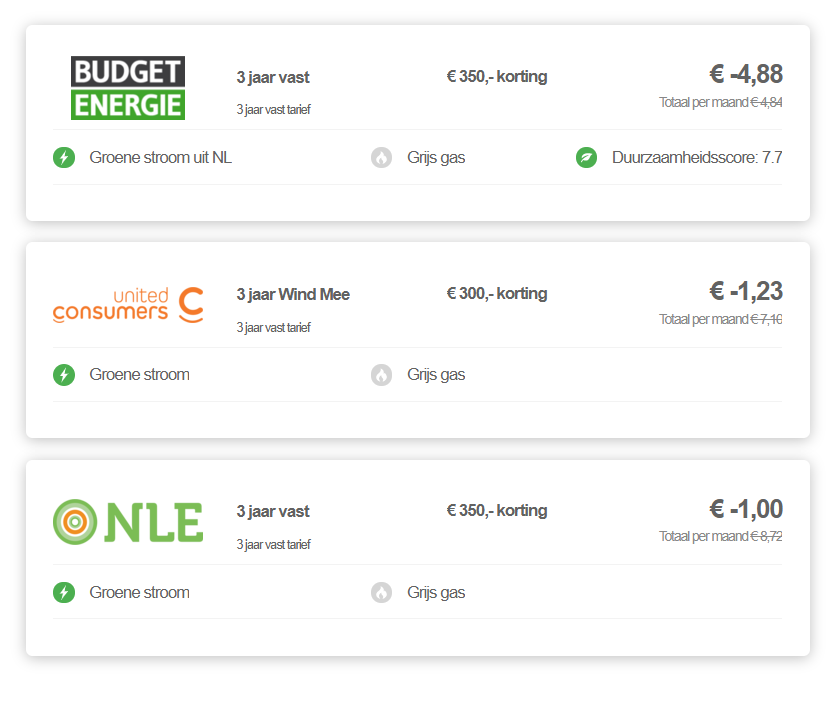 BUDGET
ENERGIE
3 jaar vast
€ 350,- korting
€ -4,88
3 jaar vast tarief
Totaal per maand € 4,84
Groene stroom uit NL
Grijs gas
Duurzaamheidsscore: 7.7
united
consumers
3 jaar Wind Mee
€ 300,- korting
€ -1,23
3 jaar vast tarief
Totaal per maand € 7,10
Groene stroom
Grijs gas
NLE
3 jaar vast
€ 350,- korting
€ -1,00
3 jaar vast tarief
Totaal per maand € 8,72
Groene stroom
Grijs gas